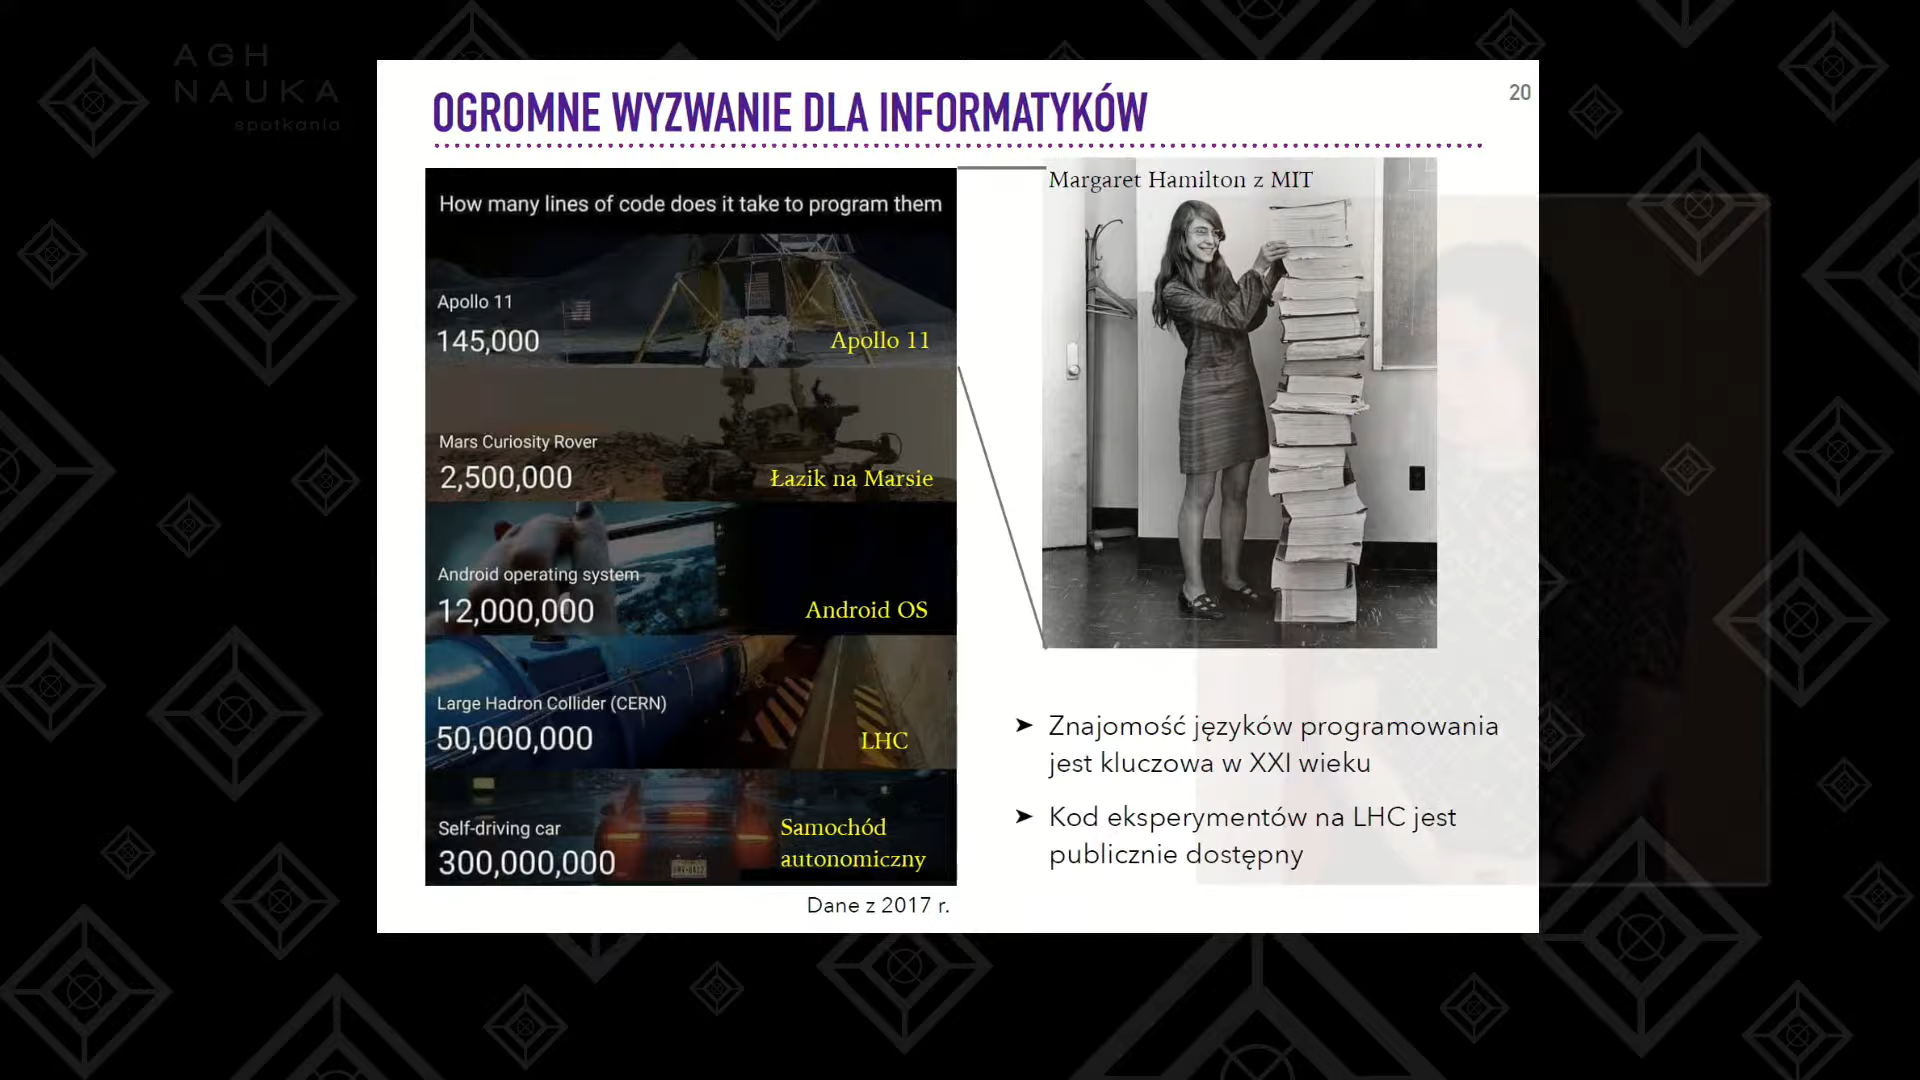 AGH
NAUKA
spotkania
OGROMNE WYZWANIE DLA INFORMATYKÓW
20
How many lines of code does it take to program them
Apollo 11
145,000
Apollo 11
Mars Curiosity Rover
2,500,000
Łazik na Marsie
Android operating system
12,000,000
Android OS
Large Hadron Collider (CERN)
50,000,000
LHC
Self-driving car
300,000,000
Samochód
autonomiczny
Dane z 2017 r.
Margaret Hamilton z MIT
➤ Znajomość języków programowania
jest kluczowa w XXI wieku
➤ Kod eksperymentów na LHC jest
publicznie dostępny